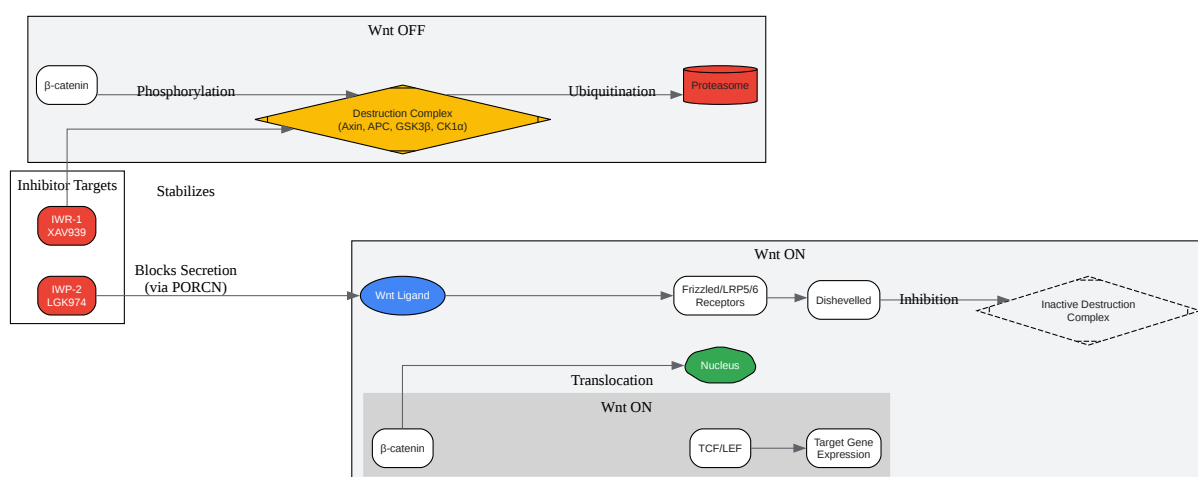 Wnt OFF
β-catenin
Phosphorylation
Destruction Complex
(Axin, APC, GSK3β, CK1α)
Ubiquitination
Proteasome
Inhibitor Targets
Stabilizes
IWR-1
XAV939
IWP-2
LGK974
Blocks Secretion
(via PORCN)
Wnt ON
Wnt Ligand
Frizzled/LRP5/6
Receptors
Dishevelled
Inhibition
Inactive Destruction
Complex
Nucleus
Translocation
Wnt ON
β-catenin
TCF/LEF
Target Gene
Expression